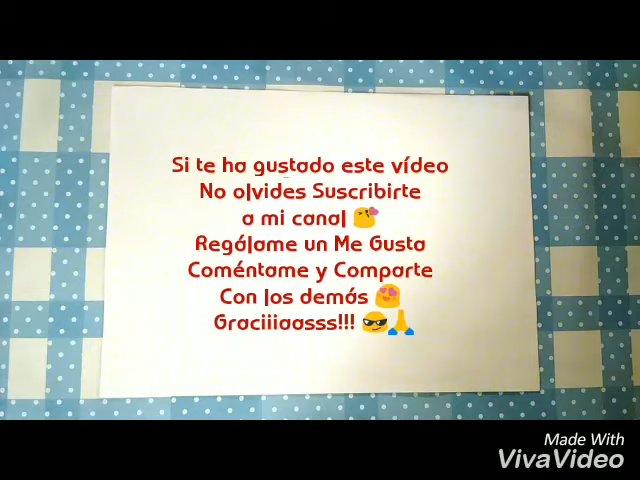 Si te ha gustado este vídeo
No olvides Suscribirte
a mi canal 😘
Regálame un Me Gusta
Coméntame y Comparte
Con los demás 😍
Graciiiaasss!!! 😎🙏
Made With
VivaVideo